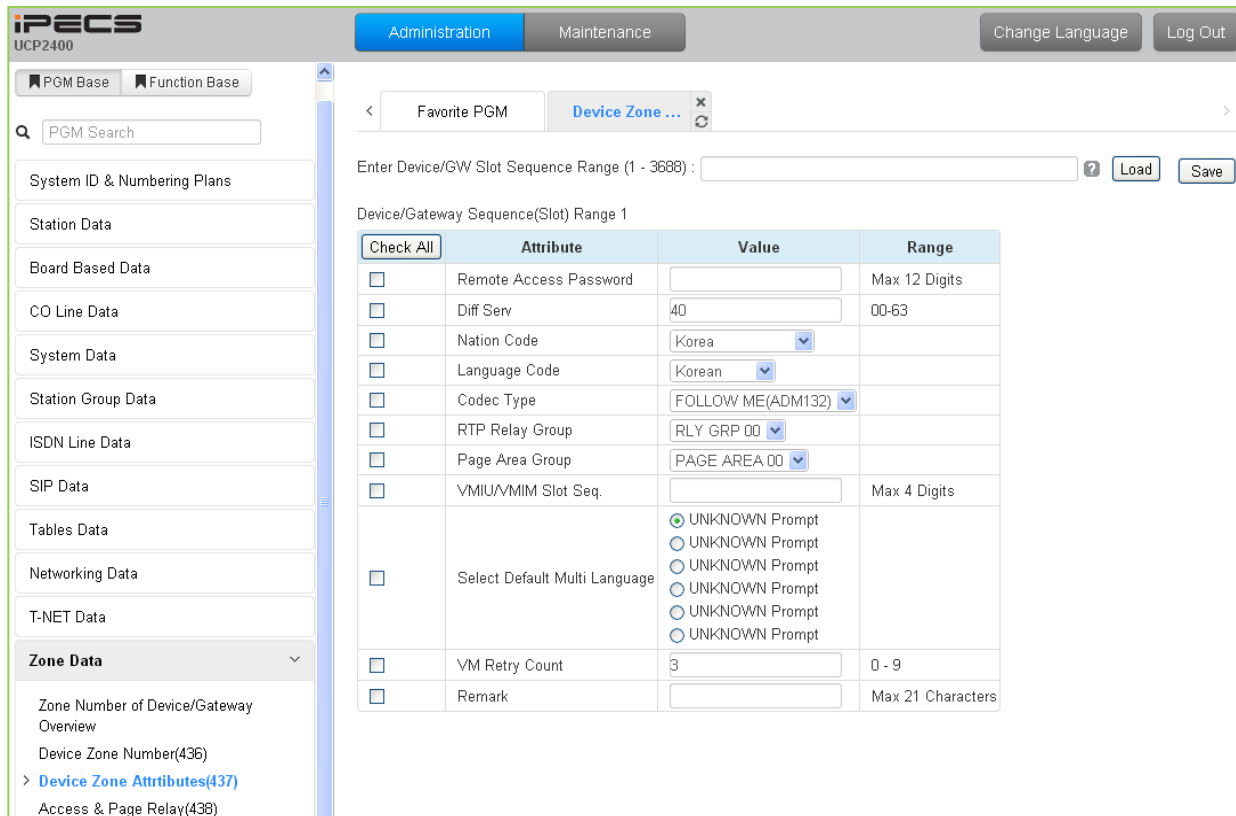 iPECS
UCP2400
Administration
Maintenance
Change Language
Log Out
PGM Base
Function Base
PGM Search
System ID & Numbering Plans
Station Data
Board Based Data
CO Line Data
System Data
Station Group Data
ISDN Line Data
SIP Data
Tables Data
Networking Data
T-NET Data
Zone Data
Zone Number of Device/Gateway
Overview
Device Zone Number(436)
> Device Zone Attrtibutes(437)
Access & Page Relay(438)
< Favorite PGM Device Zone ... >
Enter Device/GW Slot Sequence Range (1 - 3688) : ? Load Save
Device/Gateway Sequence(Slot) Range 1
Check All Attribute Value Range
Remote Access Password Max 12 Digits
Diff Serv 40 00-63
Nation Code Korea
Language Code Korean
Codec Type FOLLOW ME(ADM132)
RTP Relay Group RLY GRP 00
Page Area Group PAGE AREA 00
VMIU/VMIM Slot Seq. Max 4 Digits
Select Default Multi Language
UNKNOWN Prompt
UNKNOWN Prompt
UNKNOWN Prompt
UNKNOWN Prompt
UNKNOWN Prompt
UNKNOWN Prompt
VM Retry Count 3 0 - 9
Remark Max 21 Characters